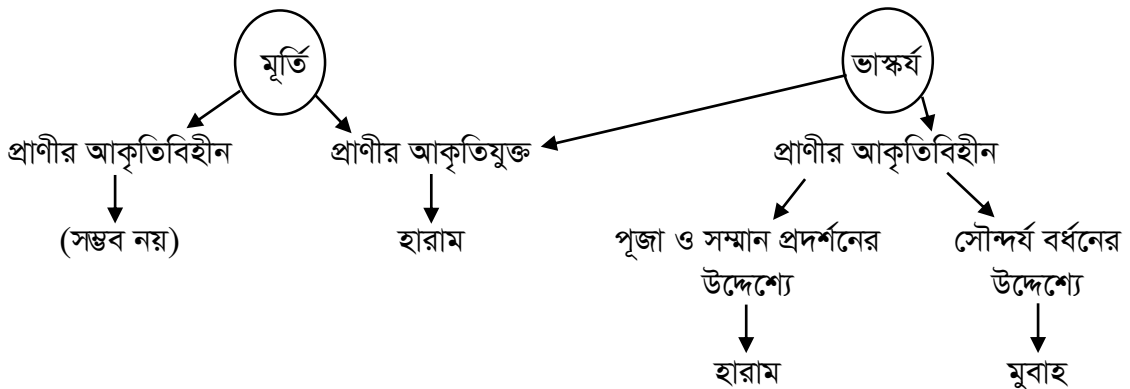 মূর্তি
ভাস্কর্য
প্রাণীর আকৃতিবিহীন
প্রাণীর আকৃতিযুক্ত
প্রাণীর আকৃতিবিহীন
(সম্ভব নয়)
হারাম
পূজা ও সম্মান প্রদর্শনের
উদ্দেশ্যে
সৌন্দর্য বর্ধনের
উদ্দেশ্যে
হারাম
মুবাহ